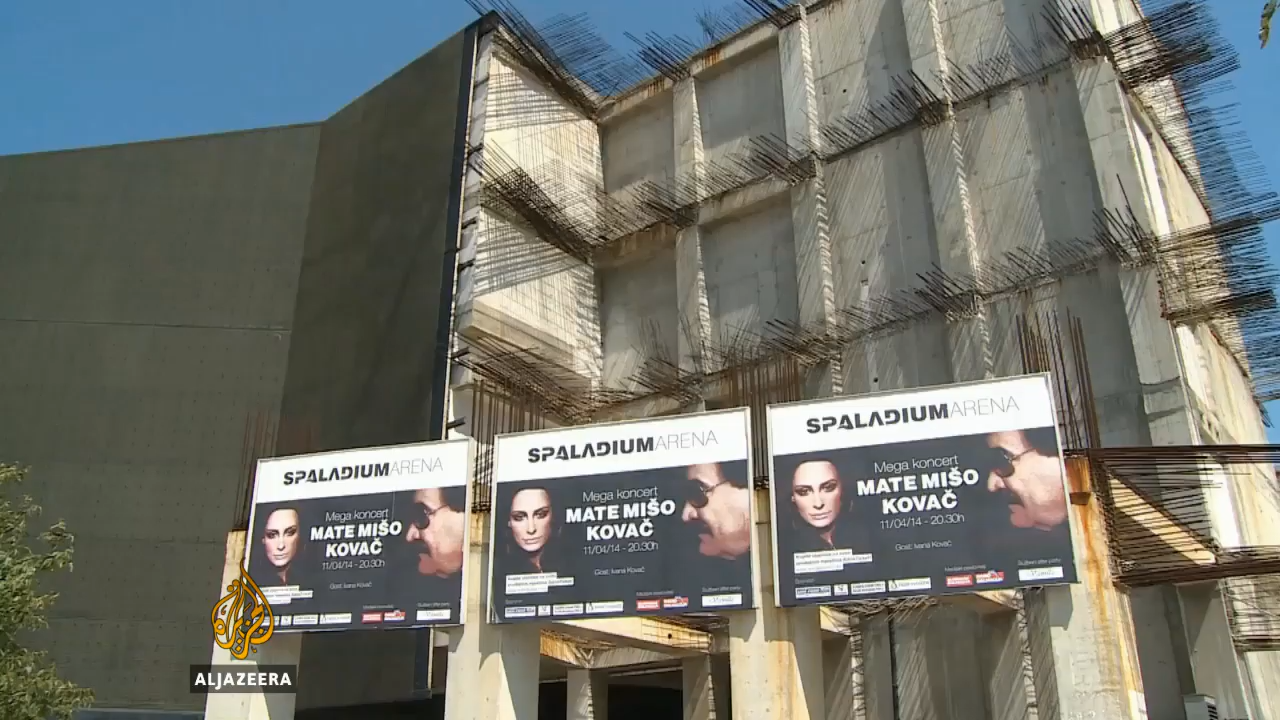 SPALADIUMARENA
Mega koncert
MATE MIŠO
KOVAČ
11/04/14 - 20.30h
Gost: Ivana Kovač
SPALADIUMARENA
Mega koncert
MATE MIŠO
KOVAČ
11/04/14 - 20.30h
Gost: Ivana Kovač
SPALADIUMARENA
Mega koncert
MATE MIŠO
KOVAČ
11/04/14 - 20.30h
Gost: Ivana Kovač
ALJAZEERA